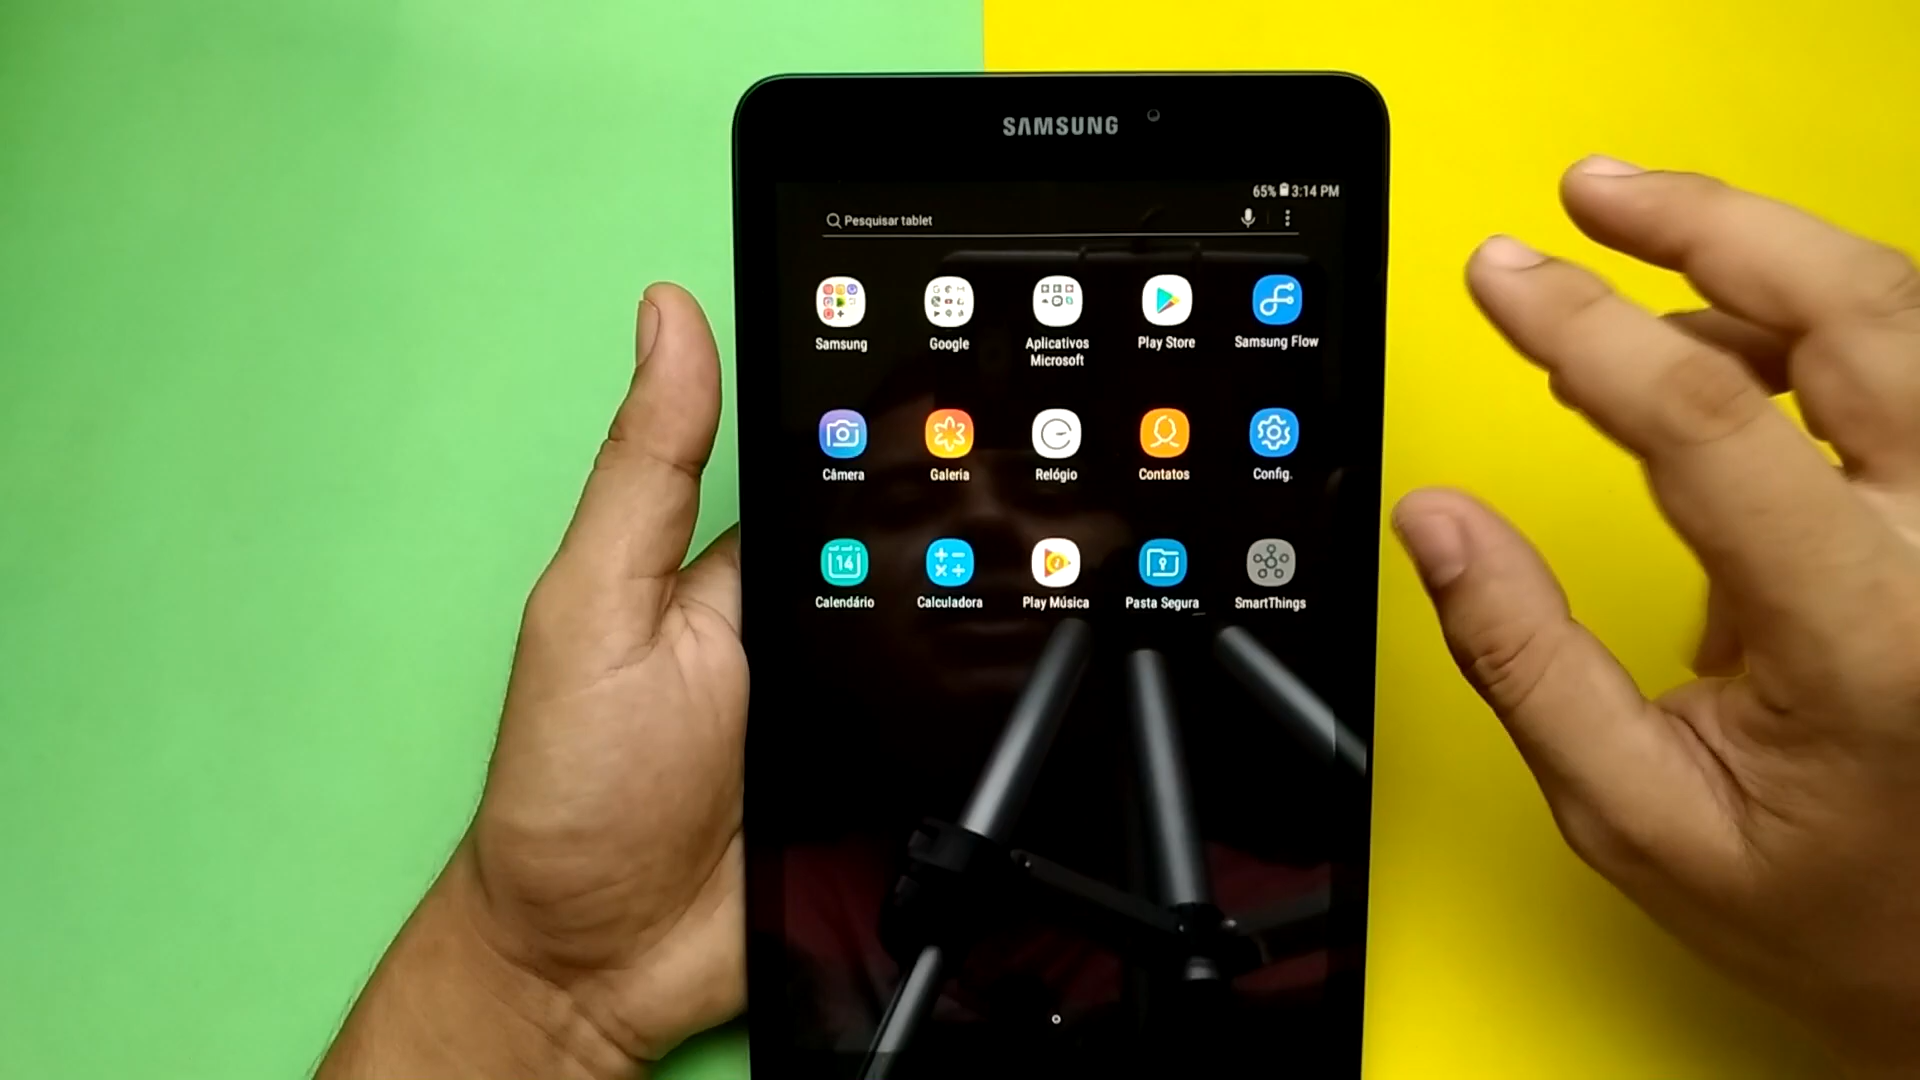 SAMSUNG
65% 3:14 PM
Pesquisar tablet
Samsung
Google
Aplicativos
Microsoft
Play Store
Samsung Flow
Câmera
Galeria
Relógio
Contatos
Config.
14
Calendário
Calculadora
Play Música
Pasta Segura
SmartThings